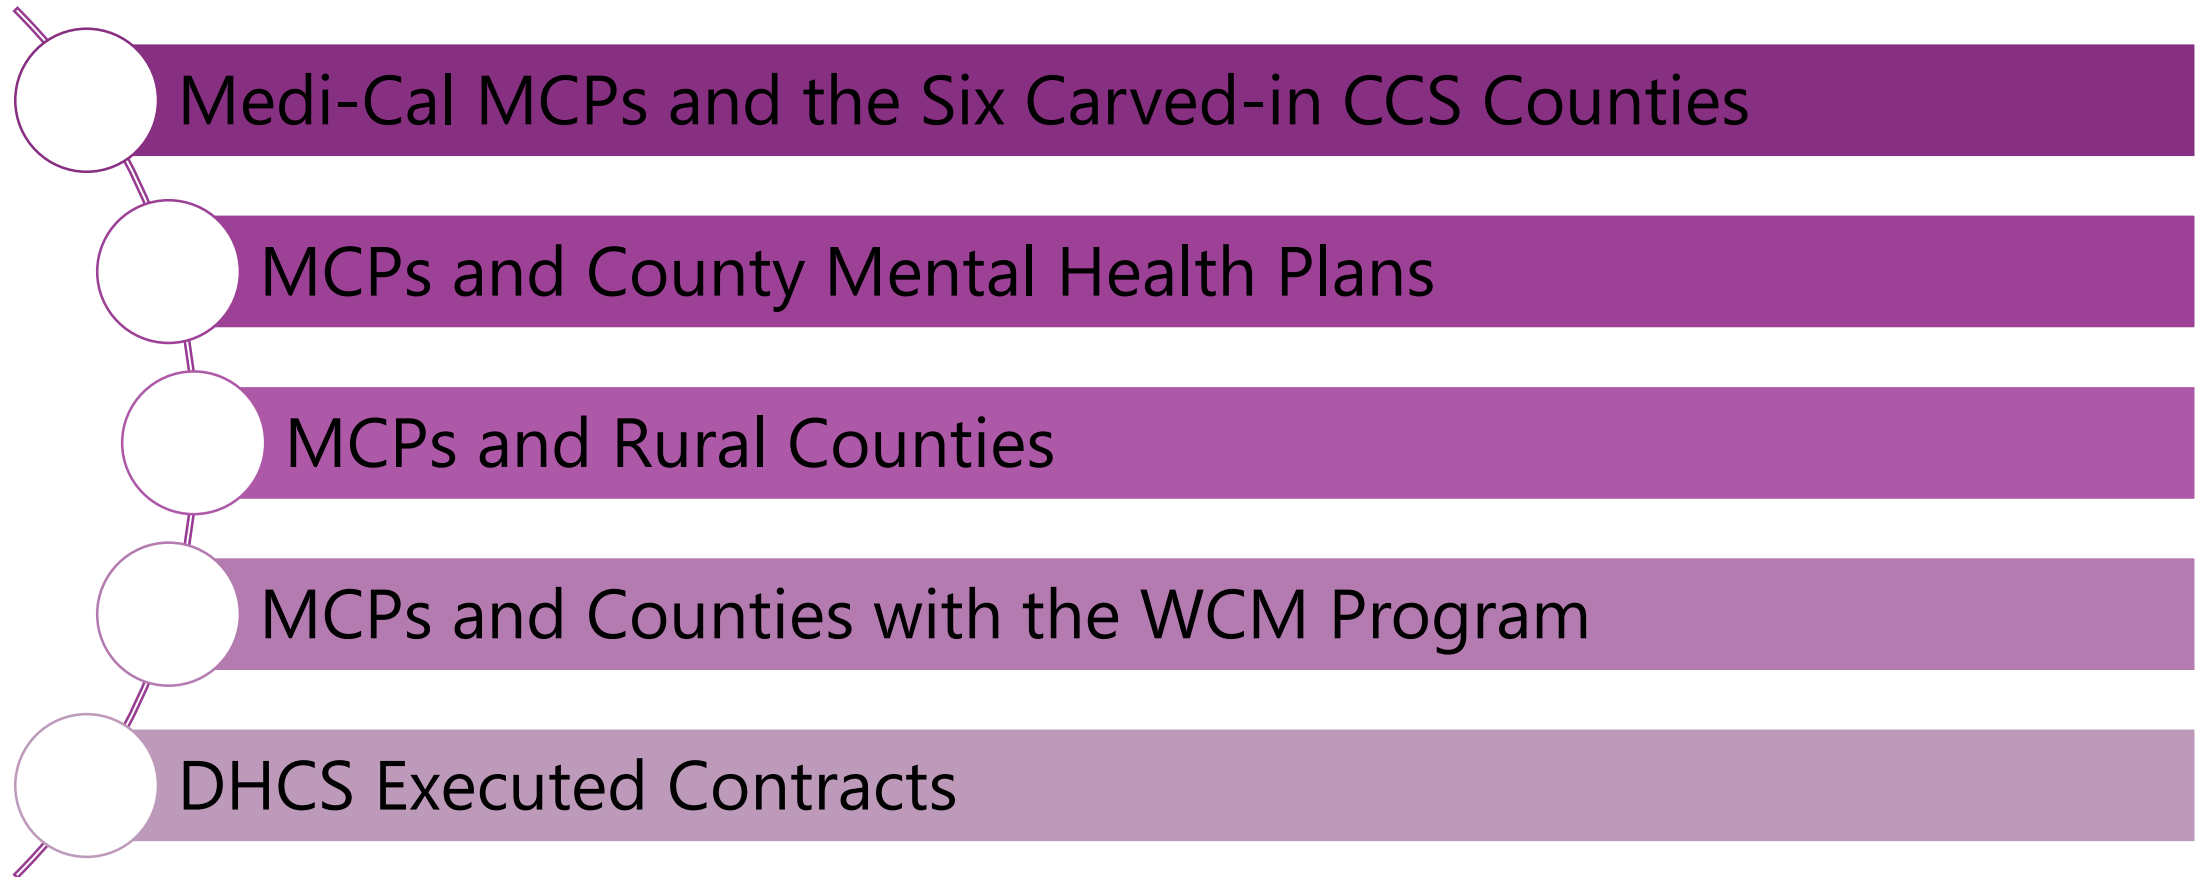 Medi-Cal MCPs and the Six Carved-in CCS Counties
MCPs and County Mental Health Plans
MCPs and Rural Counties
MCPs and Counties with the WCM Program
DHCS Executed Contracts